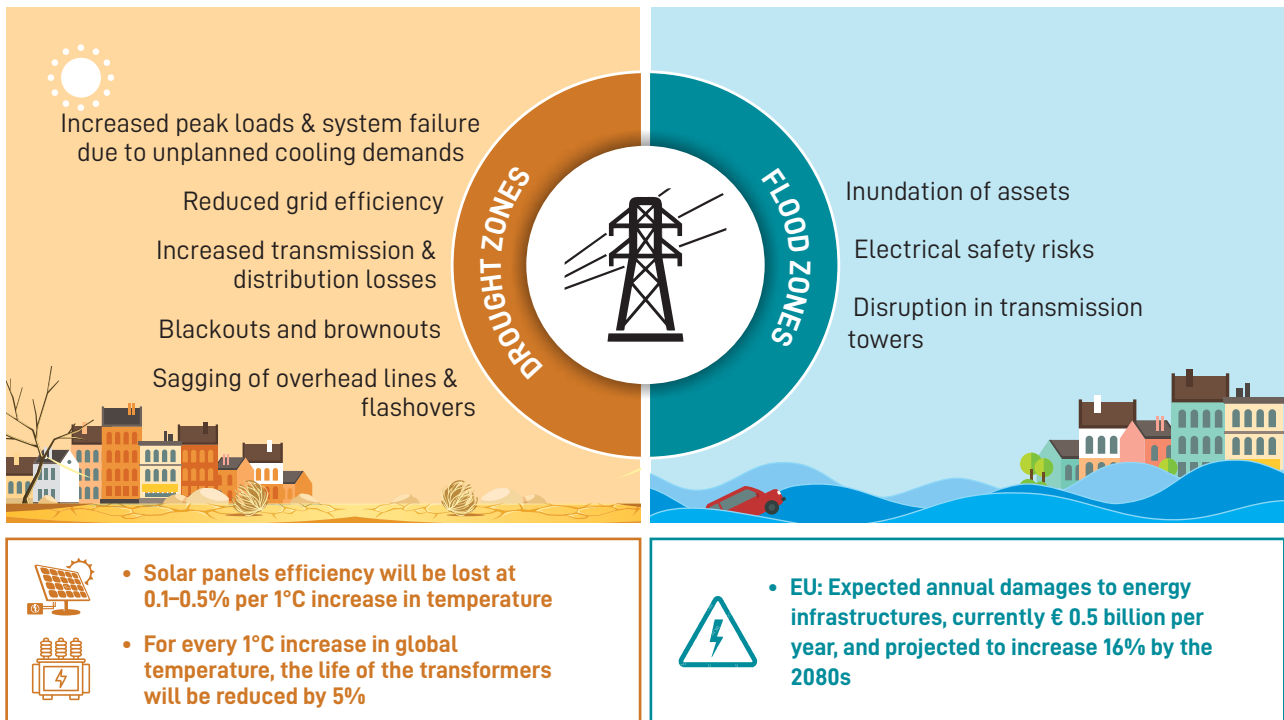 Increased peak loads & system failure
due to unplanned cooling demands
Reduced grid efficiency
Increased transmission &
distribution losses
Blackouts and brownouts
Sagging of overhead lines &
flashovers
DROUGHT ZONES
FLOOD ZONES
Inundation of assets
Electrical safety risks
Disruption in transmission
towers
• Solar panels efficiency will be lost at
0.1–0.5% per 1°C increase in temperature
• For every 1°C increase in global
temperature, the life of the transformers
will be reduced by 5%
• EU: Expected annual damages to energy
infrastructures, currently € 0.5 billion per
year, and projected to increase 16% by the
2080s